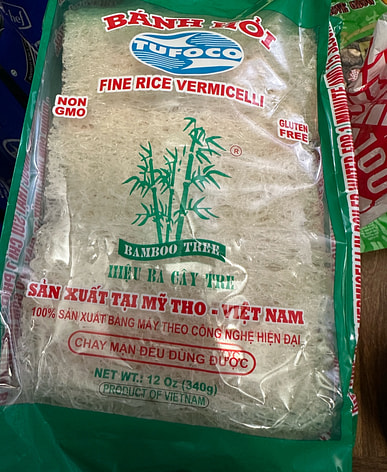 BÁNH HỎI
TUFOCO
FINE RICE VERMICELLI
NON
GMO
GLUTEN
FREE
®
BAMBOO TREE
HIỆU BA CÂY TRE
SẢN XUẤT TẠI MỸ THO - VIỆT NAM
100% SẢN XUẤT BẰNG MÁY THEO CÔNG NGHỆ HIỆN ĐẠI
CHAY MẶN ĐỀU DÙNG ĐƯỢC
NET WT.: 12 Oz (340g)
PRODUCT OF VIETNAM
100